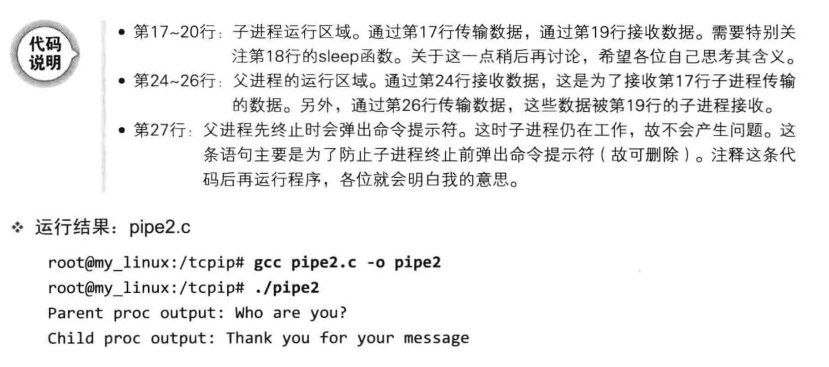 代码
说明
• 第17~20行：子进程运行区域。通过第17行传输数据，通过第19行接收数据。需要特别关
注第18行的sleep函数。关于这一点稍后再讨论，希望各位自己思考其含义。
• 第24~26行：父进程的运行区域。通过第24行接收数据，这是为了接收第17行子进程传输
的数据。另外，通过第26行传输数据，这些数据被第19行的子进程接收。
• 第27行：父进程先终止时会弹出命令提示符。这时子进程仍在工作，故不会产生问题。这
条语句主要是为了防止子进程终止前弹出命令提示符（故可删除）。注释这条代
码后再运行程序，各位就会明白我的意思。
❖ 运行结果：pipe2.c
root@my_linux:/tcpip# gcc pipe2.c -o pipe2
root@my_linux:/tcpip# ./pipe2
Parent proc output: Who are you?
Child proc output: Thank you for your message